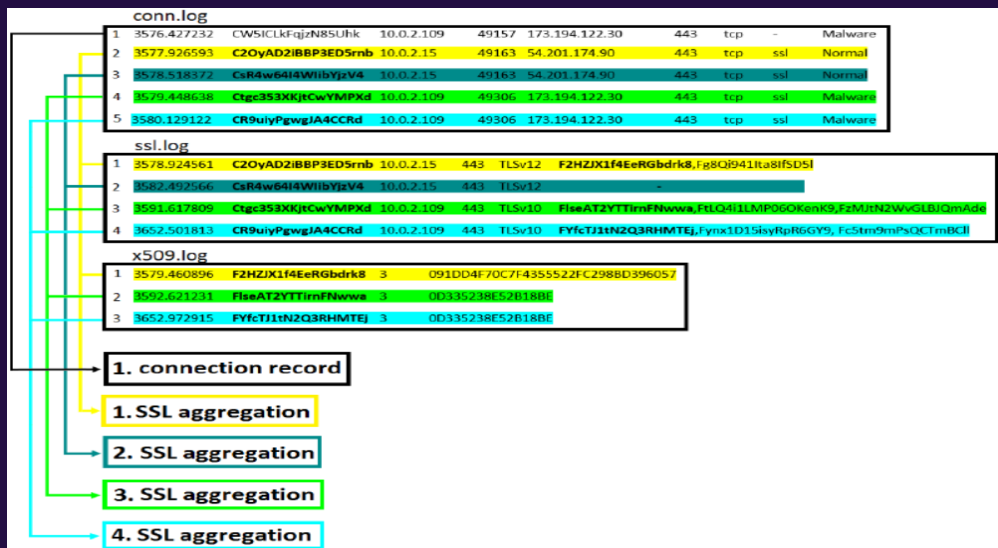 conn.log
1 3576.427232 CW5ICLkFqjzN85Uhk 10.0.2.109 49157 173.194.122.30 443 tcp - Malware
2 3577.926593 C2OyAD2iBBP3ED5rnb 10.0.2.15 49163 54.201.174.90 443 tcp ssl Normal
3 3578.518372 CsR4w64I4WIibYjzV4 10.0.2.15 49163 54.201.174.90 443 tcp ssl Normal
4 3579.448638 Ctgc353XKjtCwYMPXd 10.0.2.109 49306 173.194.122.30 443 tcp ssl Malware
5 3580.129122 CR9uiyPgwgJA4CCRd 10.0.2.109 49306 173.194.122.30 443 tcp ssl Malware
ssl.log
1 3578.924561 C2OyAD2iBBP3ED5rnb 10.0.2.15 443 TLSv12 F2HZJX1f4EeRGbdrk8,Fg8Qi941Ita8IfSD5l
2 3582.492566 CsR4w64I4WIibYjzV4 10.0.2.15 443 TLSv12 -
3 3591.617809 Ctgc353XKjtCwYMPXd 10.0.2.109 443 TLSv10 FIseAT2YTTirnFNwwa,FtLQ4i1LMP06OKenK9,FzMJtN2WvGLBJQmAde
4 3652.501813 CR9uiyPgwgJA4CCRd 10.0.2.109 443 TLSv10 FYfcTJ1tN2Q3RHMTEj,Fynx1D15isyRpR6GY9, Fc5tm9mPsQCTmBCll
x509.log
1 3579.460896 F2HZJX1f4EeRGbdrk8 3 091DD4F70C7F4355522FC298BD396057
2 3592.621231 FIseAT2YTTirnFNwwa 3 0D335238E52B18BE
3 3652.972915 FYfcTJ1tN2Q3RHMTEj 3 0D335238E52B18BE
1. connection record
1. SSL aggregation
2. SSL aggregation
3. SSL aggregation
4. SSL aggregation